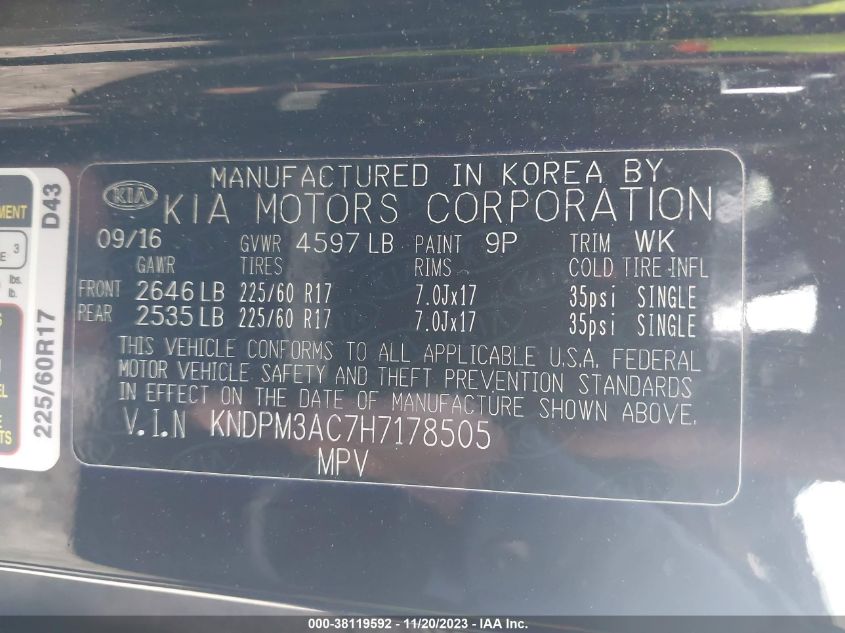 MANUFACTURED IN KOREA BY
KIA KIA MOTORS CORPORATION
09/16 GVWR 4597 LB PAINT 9P TRIM WK
GAWR TIRES RIMS COLD TIRE INFL
FRONT 2646 LB 225/60 R17 7.0Jx17 35psi SINGLE
REAR 2535 LB 225/60 R17 7.0Jx17 35psi SINGLE
THIS VEHICLE CONFORMS TO ALL APPLICABLE U.S.A. FEDERAL
MOTOR VEHICLE SAFETY AND THEFT PREVENTION STANDARDS
IN EFFECT ON THE DATE OF MANUFACTURE SHOWN ABOVE.
V.I.N KNDPM3AC7H7178505
MPV
225/60R17 D43
3
lbs.
lb.
000-38119592 - 11/20/2023 - IAA Inc.